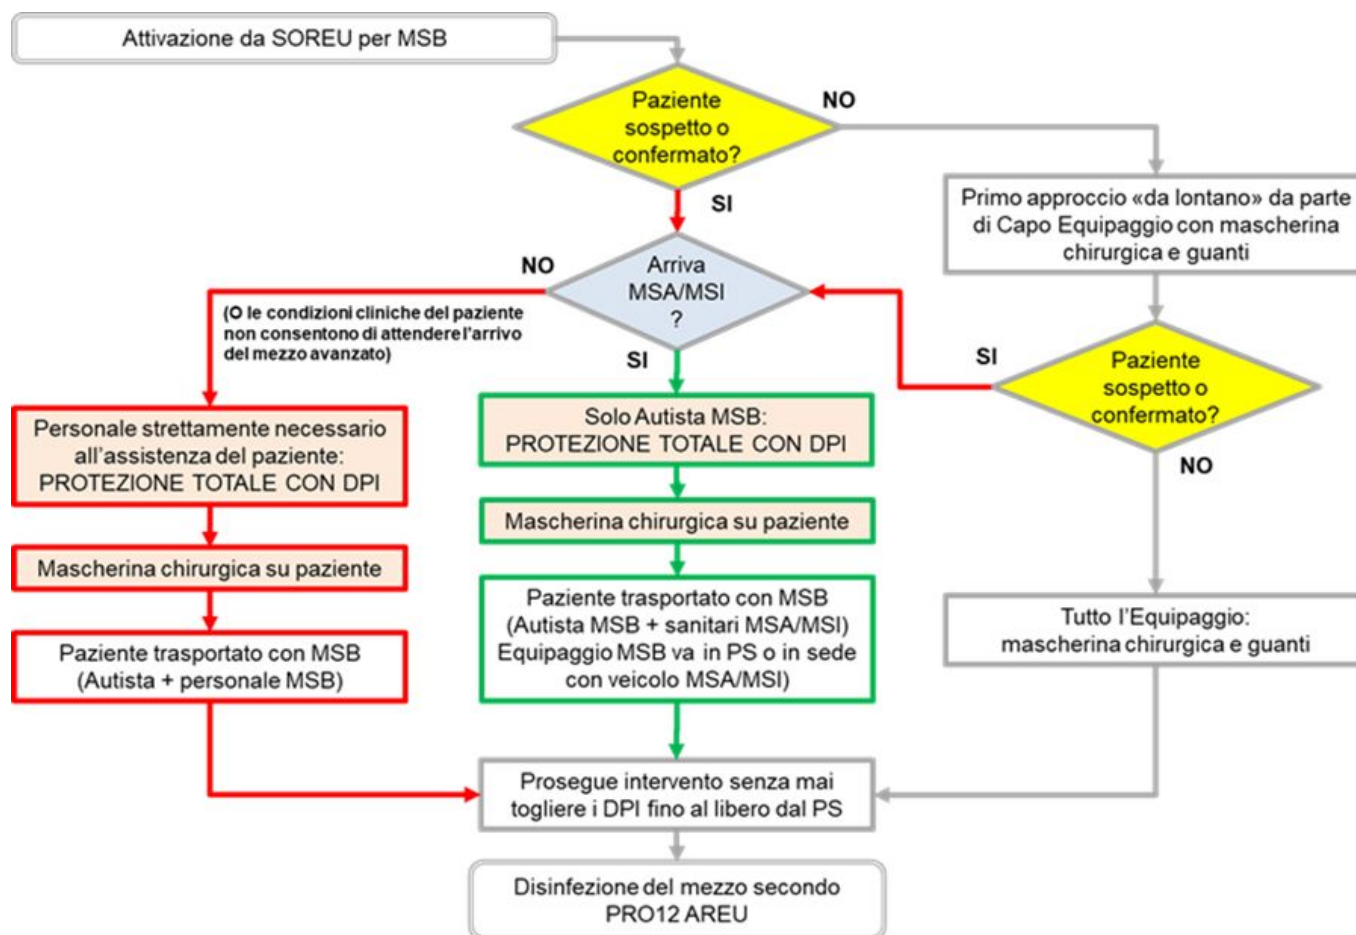 Attivazione da SOREU per MSB
Paziente
sospetto o
confermato?
NO
SI
Primo approccio «da lontano» da parte
di Capo Equipaggio con mascherina
chirurgica e guanti
Arriva
MSA/MSI
?
NO
(O le condizioni cliniche del paziente
non consentono di attendere l'arrivo
del mezzo avanzato)
SI
Paziente
sospetto o
confermato?
SI
NO
Personale strettamente necessario
all'assistenza del paziente:
PROTEZIONE TOTALE CON DPI
Mascherina chirurgica su paziente
Paziente trasportato con MSB
(Autista + personale MSB)
Solo Autista MSB:
PROTEZIONE TOTALE CON DPI
Mascherina chirurgica su paziente
Paziente trasportato con MSB
(Autista MSB + sanitari MSA/MSI)
Equipaggio MSB va in PS o in sede
con veicolo MSA/MSI)
Tutto l'Equipaggio:
mascherina chirurgica e guanti
Prosegue intervento senza mai
togliere i DPI fino al libero dal PS
Disinfezione del mezzo secondo
PRO12 AREU